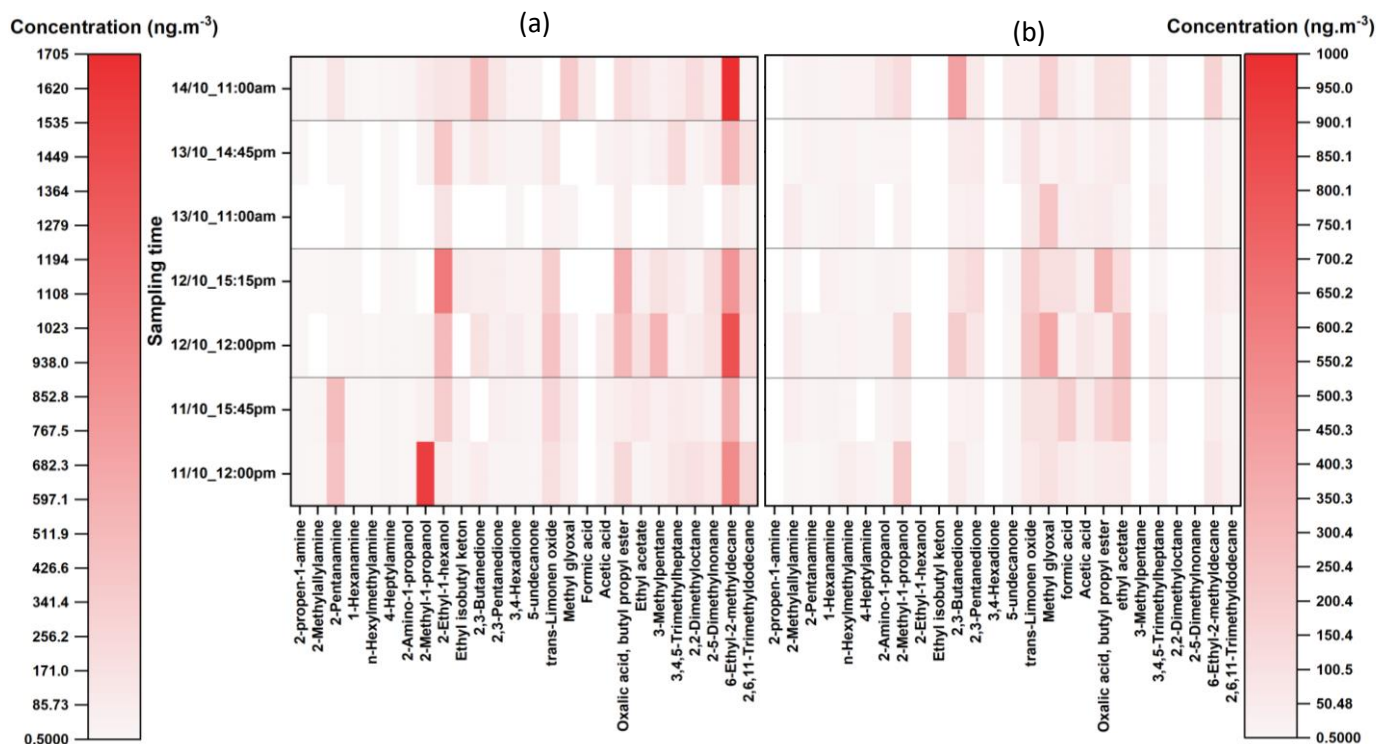 (a)
(b)
Concentration (ng.m-3)
1705
1620
1535
1449
1364
1279
1194
1108
1023
938.0
852.8
767.5
682.3
597.1
511.9
426.6
341.4
256.2
171.0
85.73
0.5000
Sampling time
14/10_11:00am
13/10_14:45pm
13/10_11:00am
12/10_15:15pm
12/10_12:00pm
11/10_15:45pm
11/10_12:00pm
2-propen-1-amine
2-Methylallylamine
2-Pentanamine
1-Hexanamine
n-Hexylmethylamine
4-Heptylamine
2-Amino-1-propanol
2-Methyl-1-propanol
2-Ethyl-1-hexanol
Ethyl isobutyl keton
2,3-Butanedione
2,3-Pentanedione
3,4-Hexadione
5-undecanone
trans-Limonen oxide
Methyl glyoxal
Formic acid
Acetic acid
Oxalic acid, butyl propyl ester
Ethyl acetate
3-Methylpentane
3,4,5-Trimethylheptane
2,2-Dimethyloctane
2-5-Dimethylnonane
6-Ethyl-2-methyldecane
2,6,11-Trimethyldodecane
2-propen-1-amine
2-Methylallylamine
2-Pentanamine
1-Hexanamine
n-Hexylmethylamine
4-Heptylamine
2-Amino-1-propanol
2-Methyl-1-propanol
2-Ethyl-1-hexanol
Ethyl isobutyl keton
2,3-Butanedione
2,3-Pentanedione
3,4-Hexadione
5-undecanone
trans-Limonen oxide
Methyl glyoxal
formic acid
Acetic acid
Oxalic acid, butyl propyl ester
ethyl acetate
3-Methylpentane
3,4,5-Trimethylheptane
2,2-Dimethyloctane
2-5-Dimethylnonane
6-Ethyl-2-methyldecane
2,6,11-Trimethyldodecane
Concentration (ng.m-3)
1000
950.0
900.1
850.1
800.1
750.1
700.2
650.2
600.2
550.2
500.3
450.3
400.3
350.3
300.4
250.4
200.4
150.4
100.5
50.48
0.5000